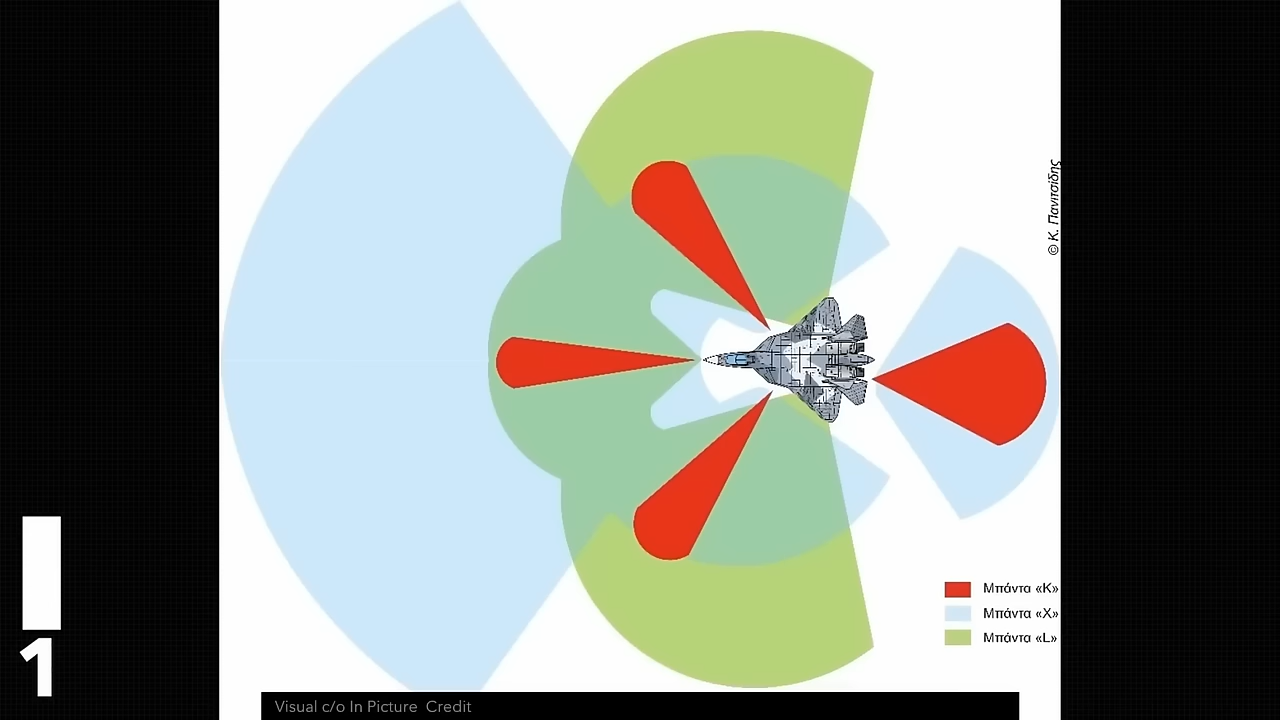 © Κ. Πανιτσίδης
Μπάντα «Κ»
Μπάντα «Χ»
Μπάντα «L»
1
Visual c/o In Picture Credit